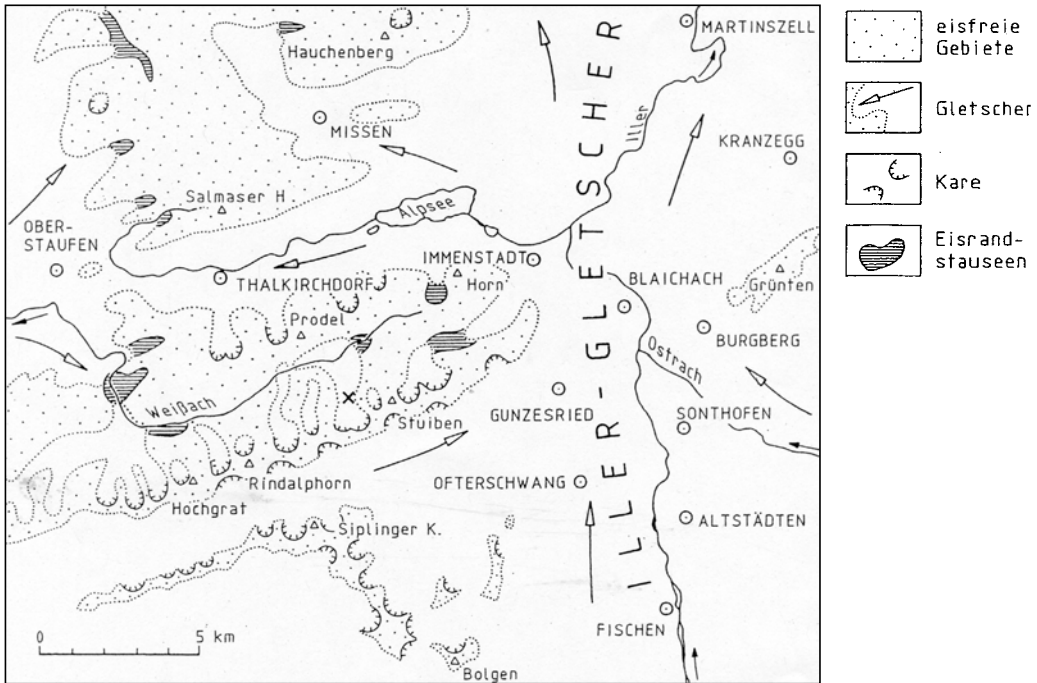 MARTINSZELL
Hauchenberg
MISSEN
Iller
KRANZEGG
Salmaser H.
Alpsee
OBER-
STAUFEN
IMMENSTADT
THALKIRCHDORF
Horn
BLAICHACH
Grünten
Prodel
BURGBERG
Ostrach
Weißach
GUNZESRIED
SONTHOFEN
Stuiben
Rindalphorn
OFTERSCHWANG
Hochgrat
ALTSTÄDTEN
Siplinger K.
ILLER-GLETSCHER
FISCHEN
0 5 km
Bolgen
eisfreie
Gebiete
Gletscher
Kare
Eisrand-
stauseen